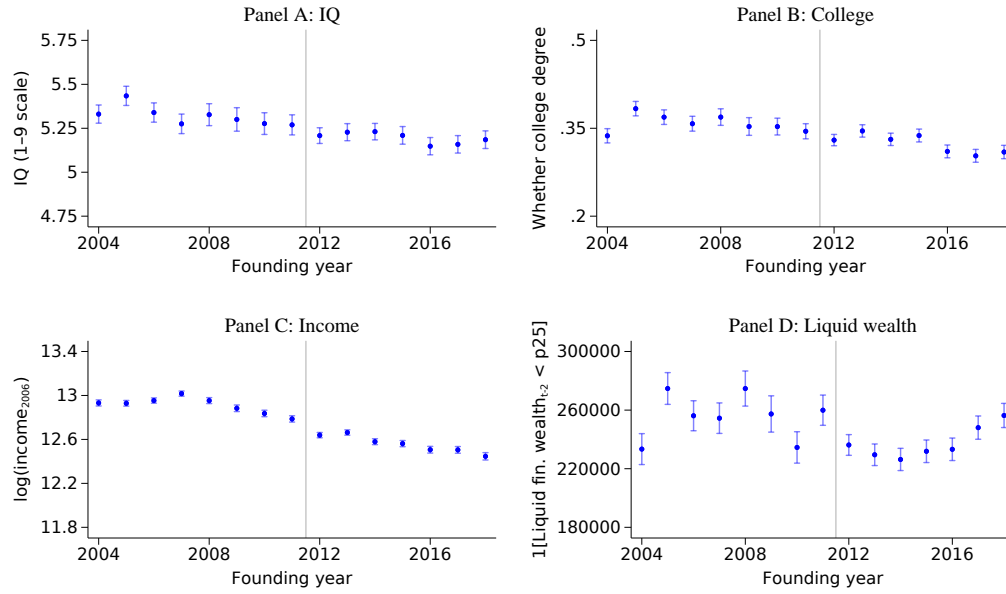 Panel A: IQ
IQ (1–9 scale)
5.75
5.5
5.25
5
4.75
2004 2008 2012 2016
Founding year
Panel B: College
Whether college degree
.5
.35
.2
2004 2008 2012 2016
Founding year
Panel C: Income
log(income2006)
13.4
13
12.6
12.2
11.8
2004 2008 2012 2016
Founding year
Panel D: Liquid wealth
1[Liquid fin. wealtht-2 < p25]
300000
260000
220000
180000
2004 2008 2012 2016
Founding year